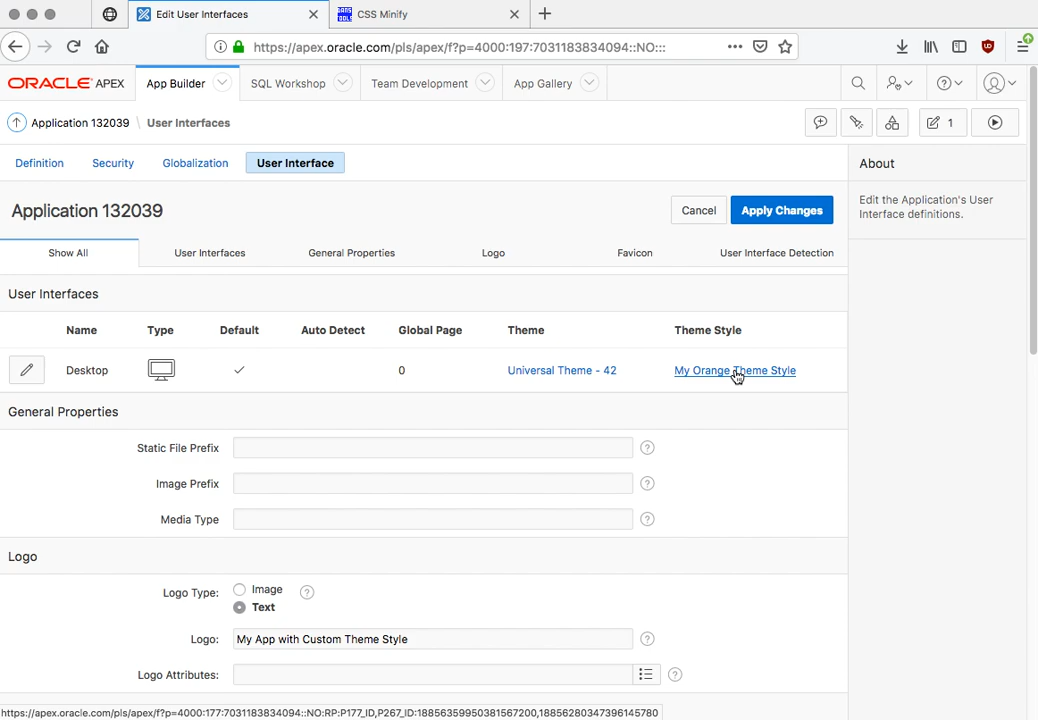 Edit User Interfaces
CSS Minify
https://apex.oracle.com/pls/apex/f?p=4000:197:7031183834094::NO:::
ORACLE APEX
App Builder
SQL Workshop
Team Development
App Gallery
Application 132039 \ User Interfaces
1
Definition
Security
Globalization
User Interface
About
Edit the Application's User
Interface definitions.
Application 132039
Cancel
Apply Changes
Show All
User Interfaces
General Properties
Logo
Favicon
User Interface Detection
User Interfaces
Name
Type
Default
Auto Detect
Global Page
Theme
Theme Style
Desktop
0
Universal Theme - 42
My Orange Theme Style
General Properties
Static File Prefix
Image Prefix
Media Type
Logo
Logo Type:
Image
Text
Logo:
My App with Custom Theme Style
Logo Attributes:
https://apex.oracle.com/pls/apex/f?p=4000:177:7031183834094::NO:RP:P177_ID,P267_ID:18856359950381567200,18856280347396145780